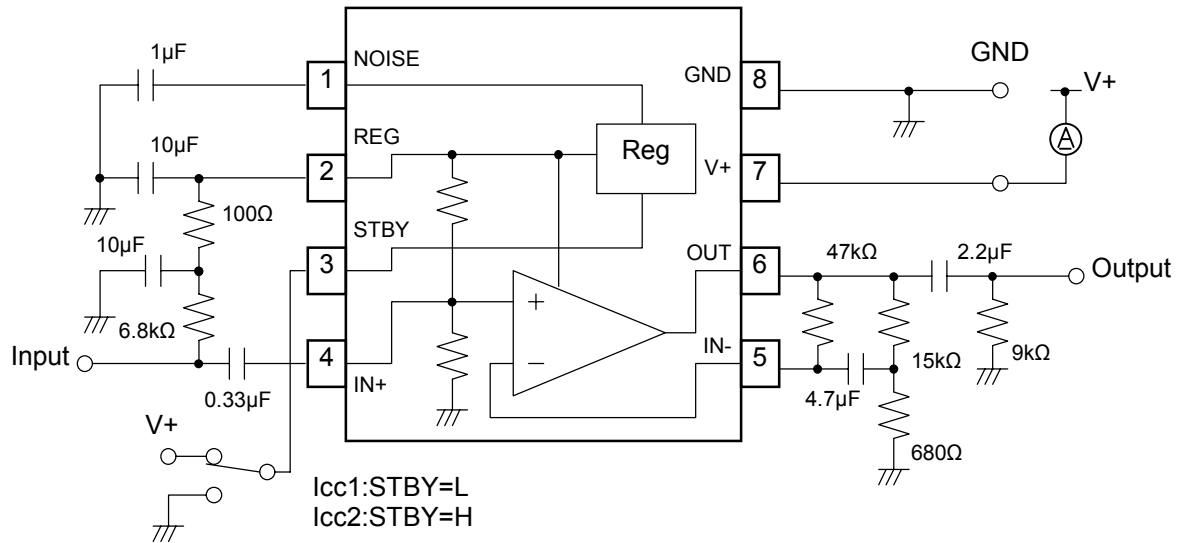 1µF
1
NOISE
GND
8
GND
V+
A
10µF
2
REG
Reg
V+
7
100Ω
10µF
3
STBY
OUT
6
47kΩ
2.2µF
Output
6.8kΩ
+
Input
4
IN+
−
IN-
5
15kΩ
9kΩ
0.33µF
4.7µF
V+
680Ω
Icc1:STBY=L
Icc2:STBY=H